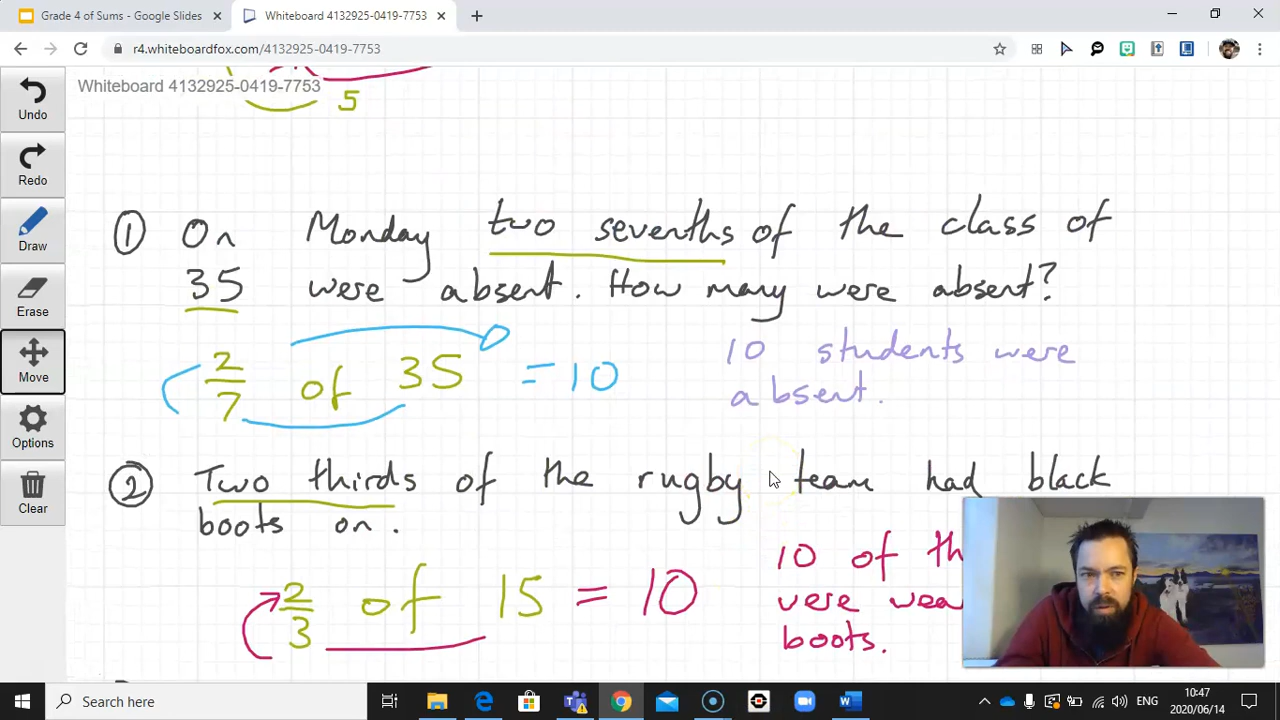 Grade 4 of Sums - Google Slides
Whiteboard 4132925-0419-7753
r4.whiteboardfox.com/4132925-0419-7753
Whiteboard 4132925-0419-7753
5
Undo
Redo
Draw
Erase
Move
Options
Clear
① On Monday two sevenths of the class of
35 were absent. How many were absent?
2/7 of 35 = 10
10 students were
absent.
② Two thirds of the rugby team had black
boots on.
2/3 of 15 = 10
10 of th
were wea
boots.
Search here
ENG
10:47
2020/06/14